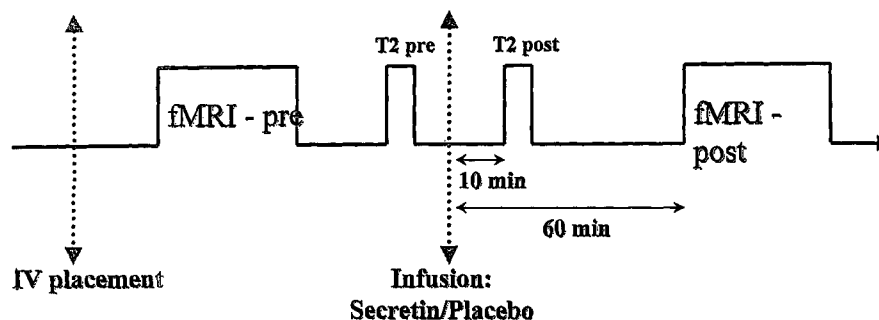 T2 pre
T2 post
fMRI - pre
fMRI -
post
10 min
60 min
IV placement
Infusion:
Secretin/Placebo